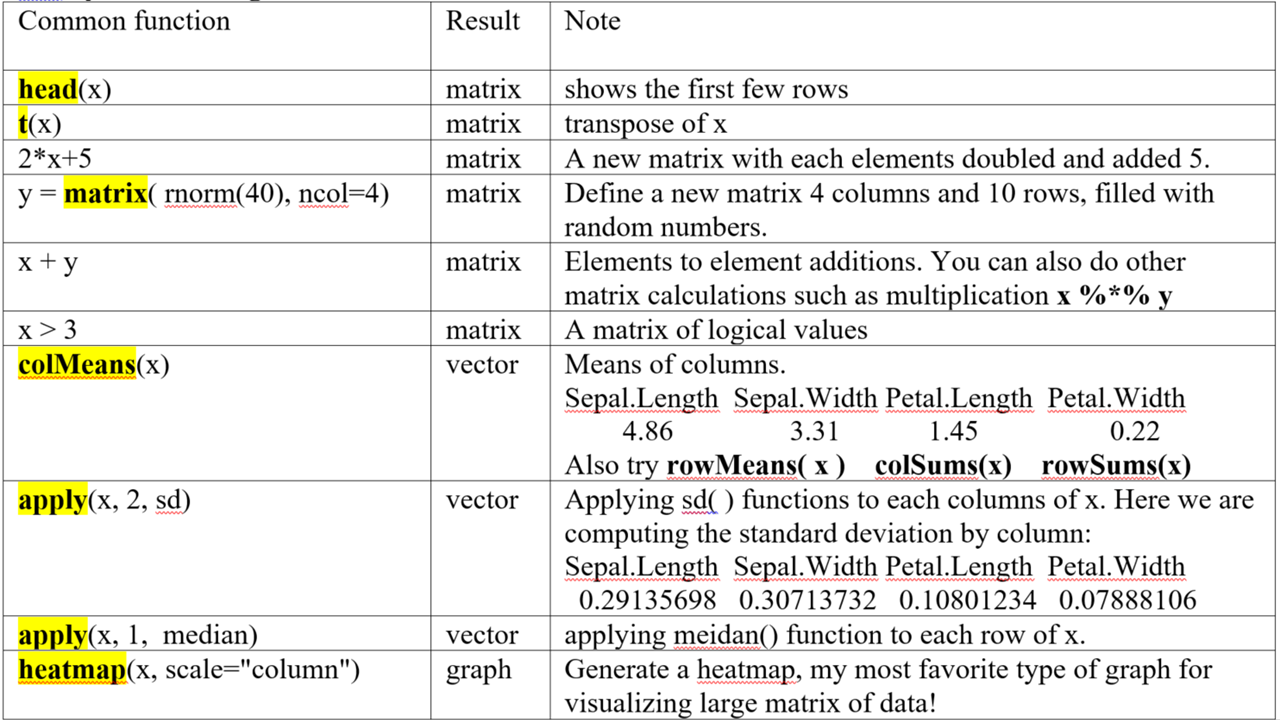 Common function Result Note
head(x) matrix shows the first few rows
t(x) matrix transpose of x
2*x+5 matrix A new matrix with each elements doubled and added 5.
y = matrix( rnorm(40), ncol=4) matrix Define a new matrix 4 columns and 10 rows, filled with
random numbers.
x + y matrix Elements to element additions. You can also do other
matrix calculations such as multiplication x %*% y
x > 3 matrix A matrix of logical values
colMeans(x) vector Means of columns.
Sepal.Length Sepal.Width Petal.Length Petal.Width
4.86 3.31 1.45 0.22
Also try rowMeans( x ) colSums(x) rowSums(x)
apply(x, 2, sd) vector Applying sd( ) functions to each columns of x. Here we are
computing the standard deviation by column:
Sepal.Length Sepal.Width Petal.Length Petal.Width
0.29135698 0.30713732 0.10801234 0.07888106
apply(x, 1, median) vector applying meidan() function to each row of x.
heatmap(x, scale="column") graph Generate a heatmap, my most favorite type of graph for
visualizing large matrix of data!